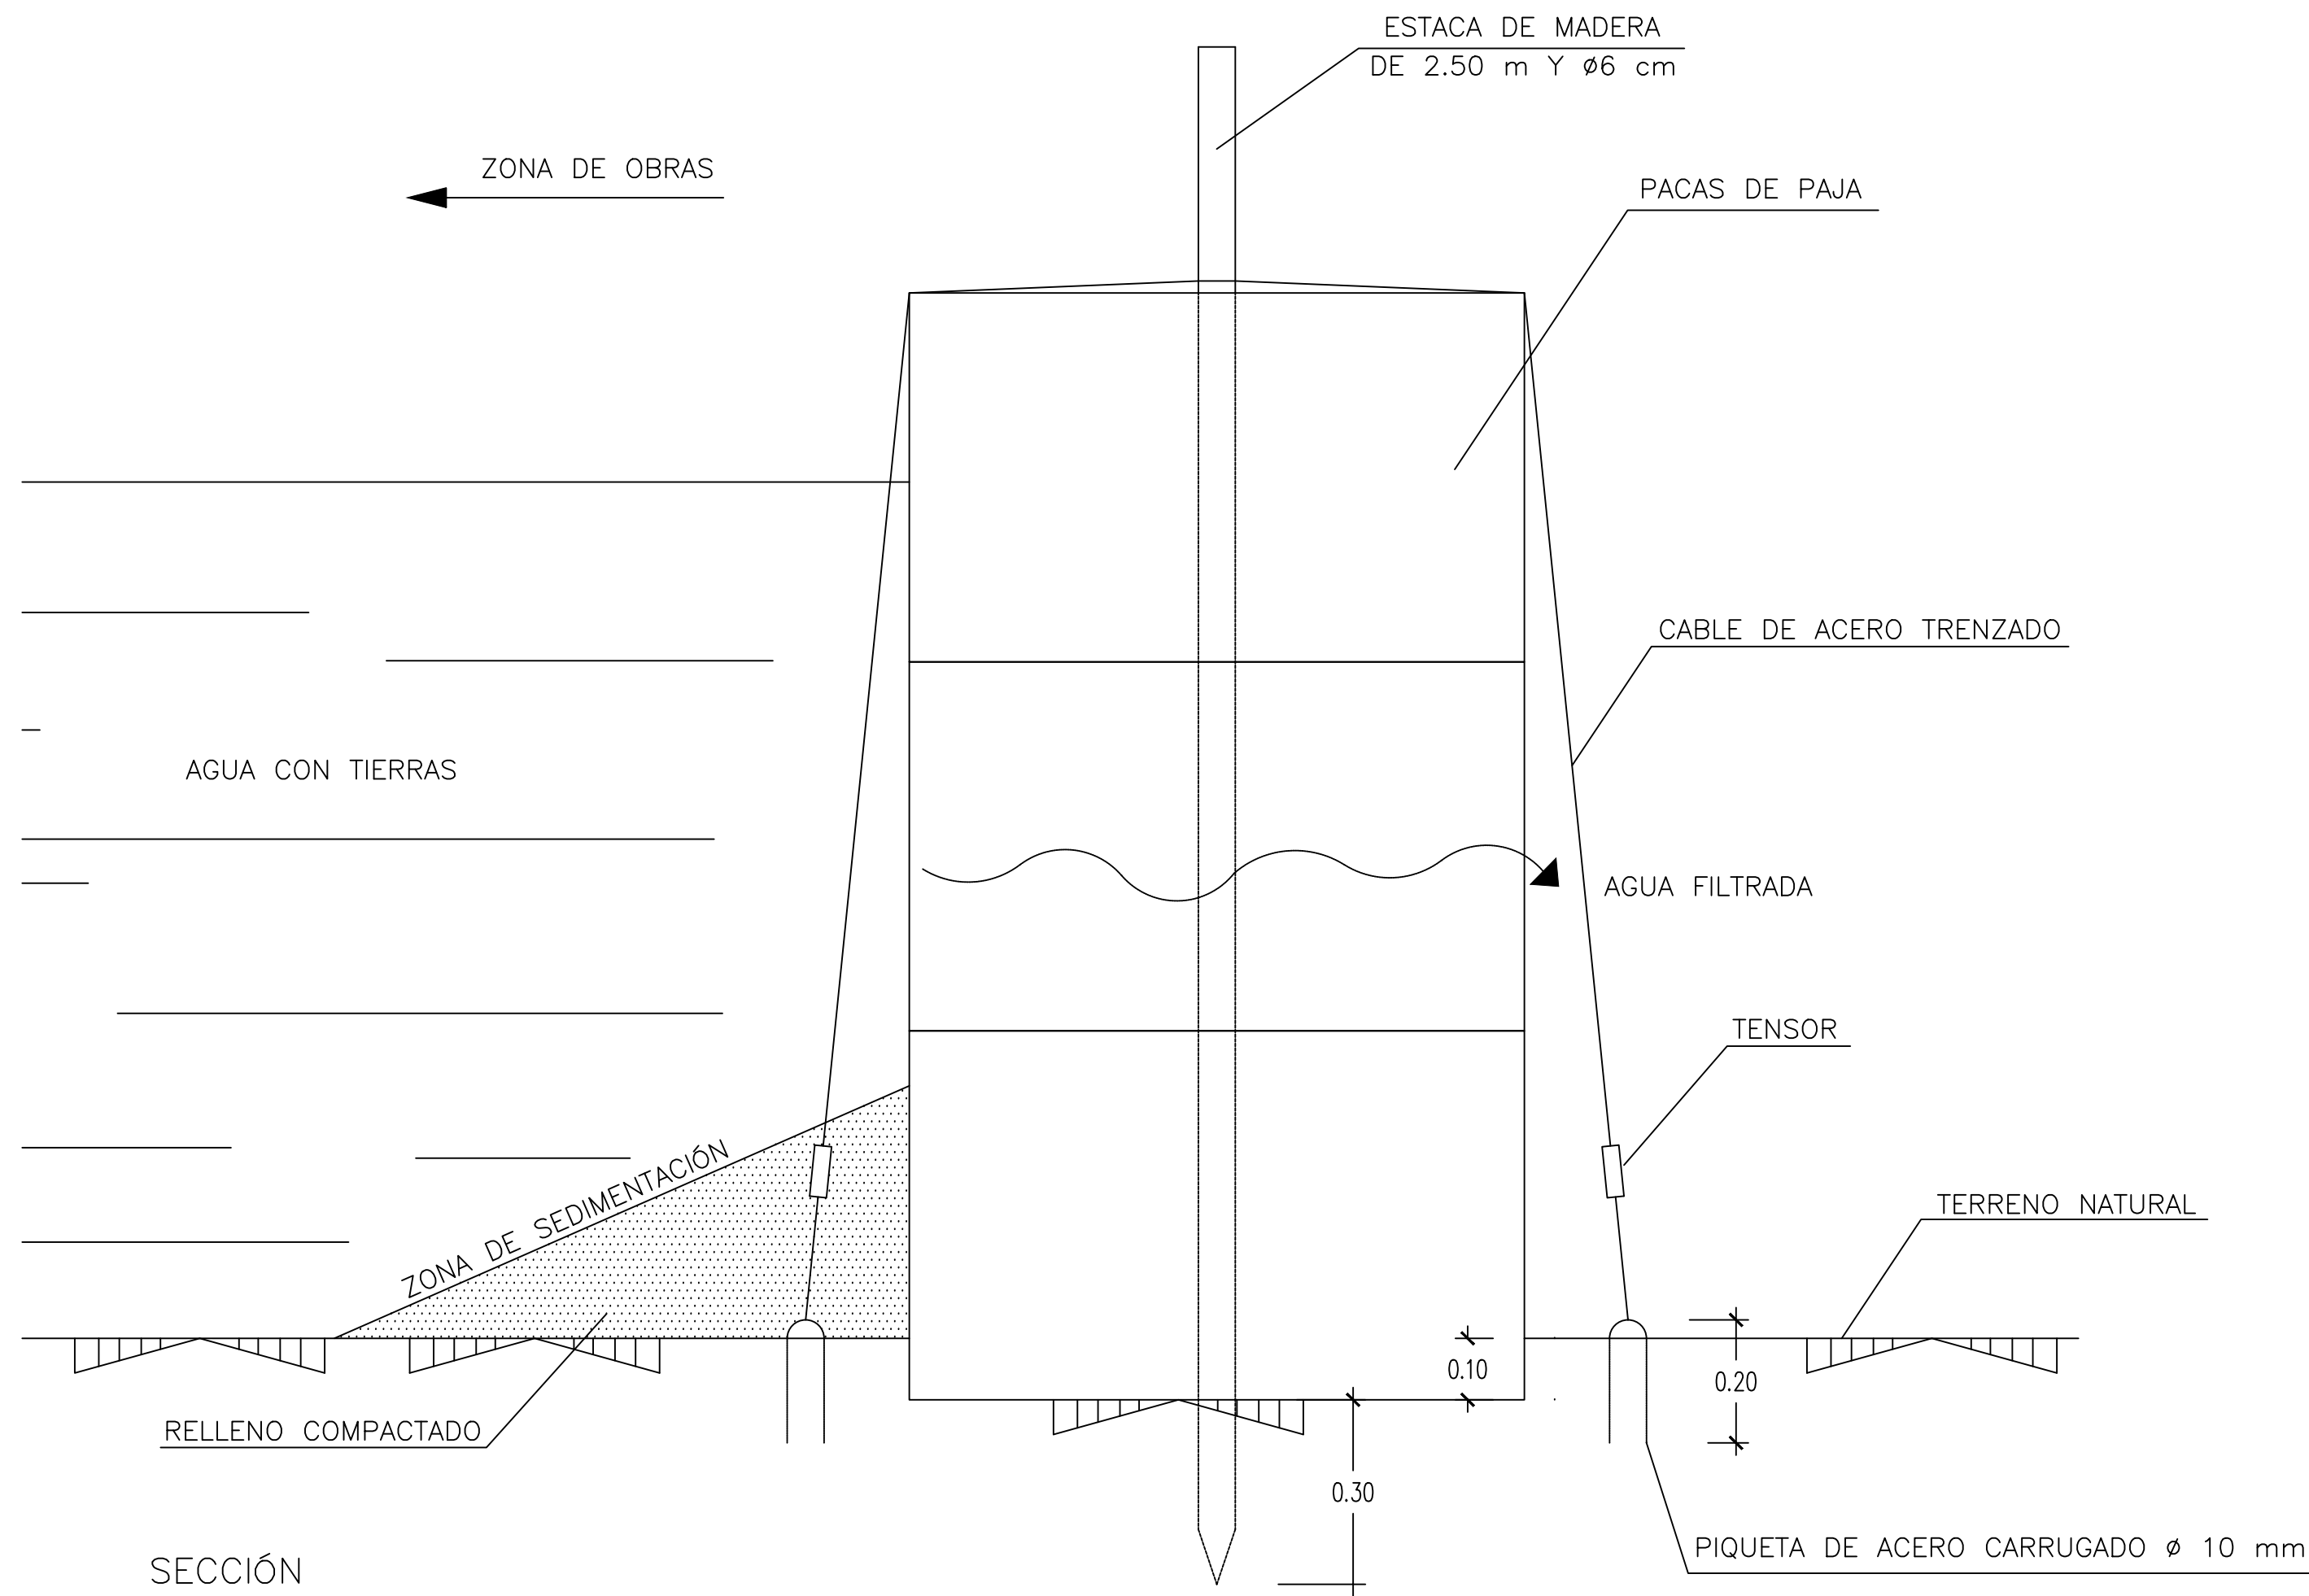 ESTACA DE MADERA
DE 2.50 m Y ø6 cm
ZONA DE OBRAS
PACAS DE PAJA
CABLE DE ACERO TRENZADO
AGUA CON TIERRAS
AGUA FILTRADA
TENSOR
ZONA DE SEDIMENTACIÓN
TERRENO NATURAL
0.10
0.20
RELLENO COMPACTADO
0.30
PIQUETA DE ACERO CARRUGADO ø 10 mm
SECCIÓN